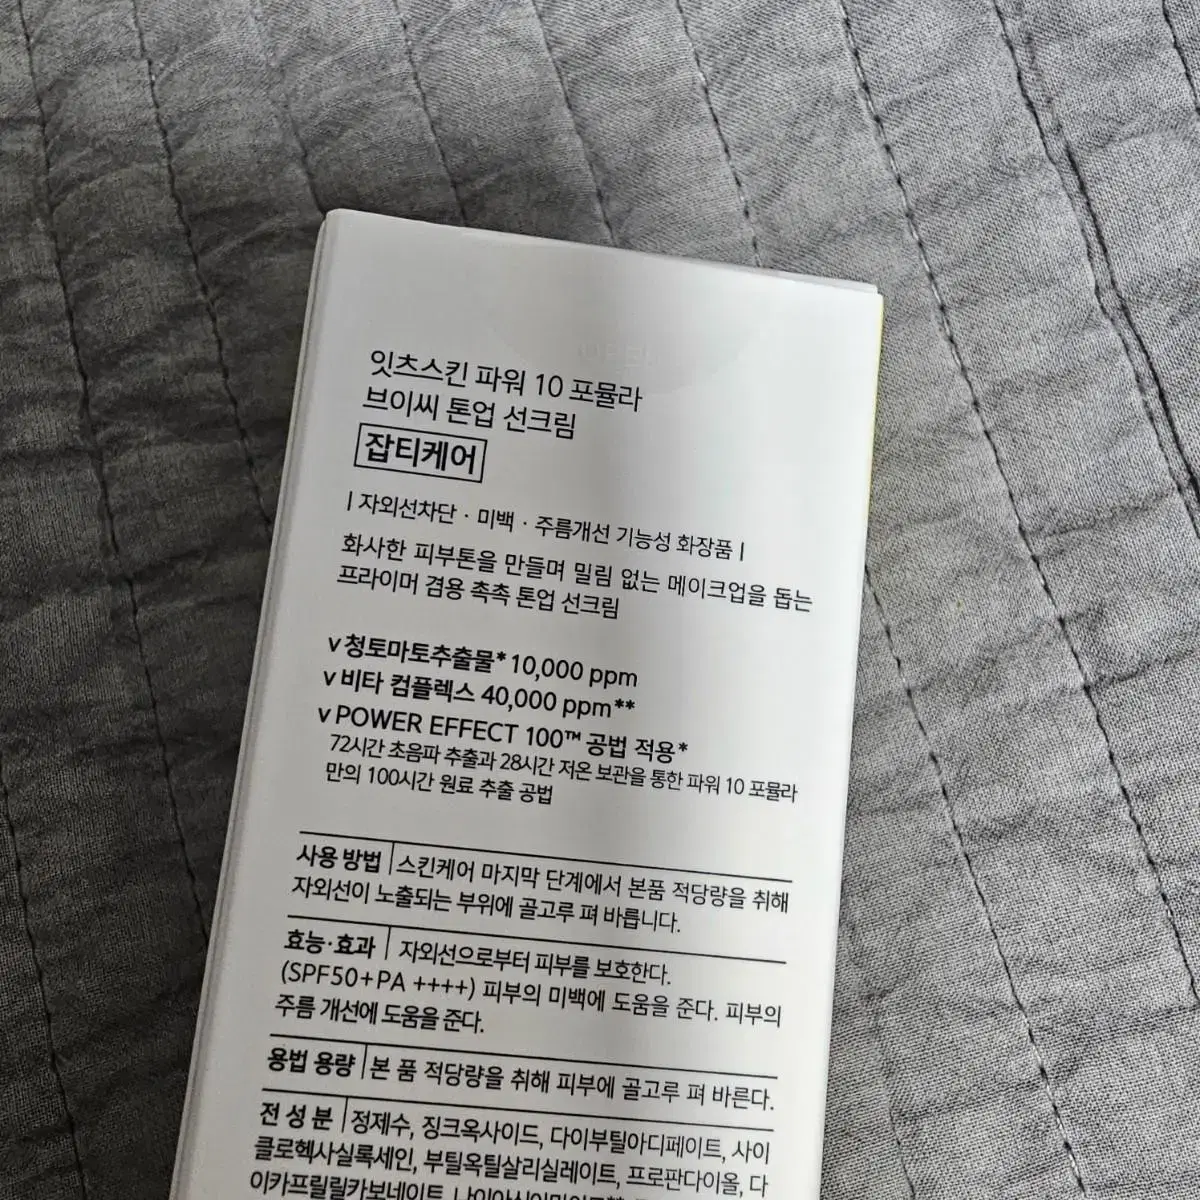 잇츠스킨 파워 10 포뮬라
브이씨 톤업 선크림
잡티케어
| 자외선차단 · 미백 · 주름개선 기능성 화장품 |
화사한 피부톤을 만들며 밀림 없는 메이크업을 돕는
프라이머 겸용 촉촉 톤업 선크림
v 청토마토추출물* 10,000 ppm
v 비타 컴플렉스 40,000 ppm**
v POWER EFFECT 100™ 공법 적용*
72시간 초음파 추출과 28시간 저온 보관을 통한 파워 10 포뮬라
만의 100시간 원료 추출 공법
사용 방법 | 스킨케어 마지막 단계에서 본품 적당량을 취해
자외선이 노출되는 부위에 골고루 펴 바릅니다.
효능·효과 | 자외선으로부터 피부를 보호한다.
(SPF50+PA ++++) 피부의 미백에 도움을 준다. 피부의
주름 개선에 도움을 준다.
용법 용량 | 본 품 적당량을 취해 피부에 골고루 펴 바른다.
전 성 분 | 정제수, 징크옥사이드, 다이부틸아디페이트, 사이
클로헥사실록세인, 부틸옥틸살리실레이트, 프로판다이올, 다
이카프릴릴카보네이트,